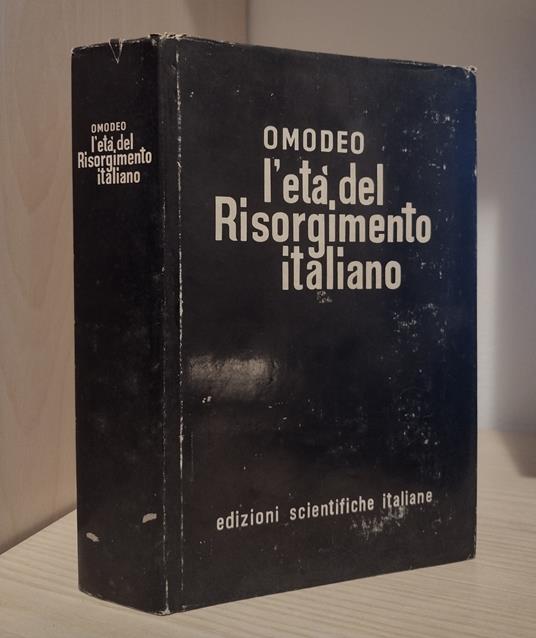 OMODEO
l'età del
Risorgimento
italiano
OMODEO
l'età del
Risorgimento
italiano
edizioni scientifiche italiane